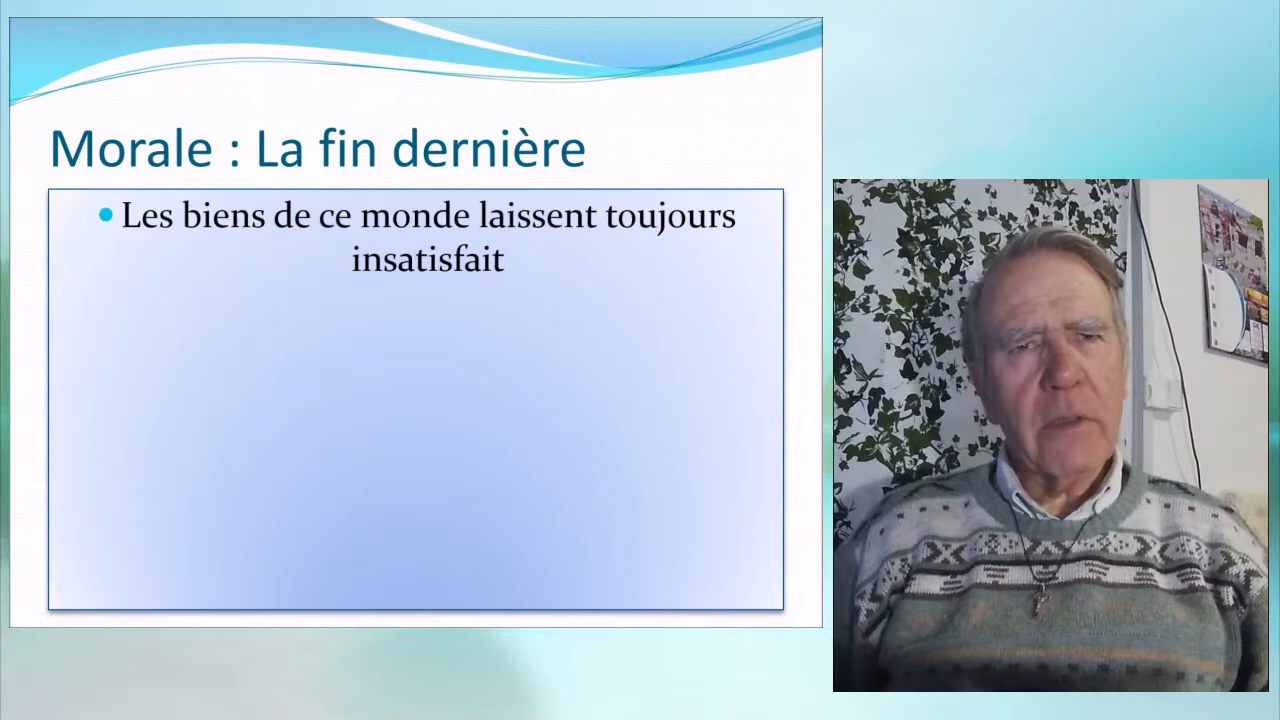 Morale : La fin dernière
Les biens de ce monde laissent toujours
insatisfait